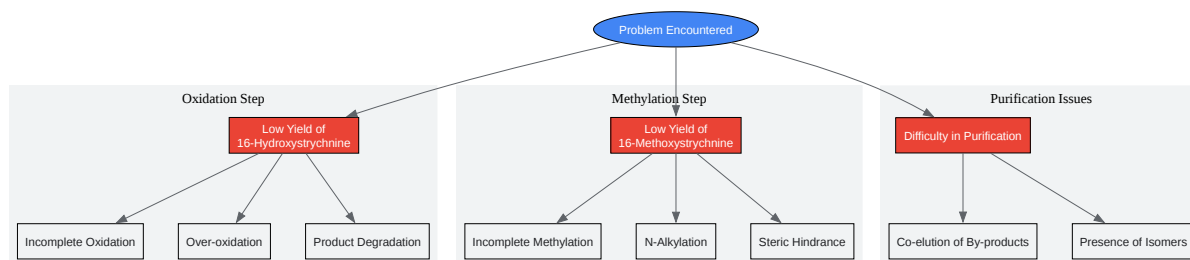 Problem Encountered
Oxidation Step
Methylation Step
Purification Issues
Low Yield of
16-Hydroxystrychnine
Low Yield of
16-Methoxystrychnine
Difficulty in Purification
Incomplete Oxidation
Over-oxidation
Product Degradation
Incomplete Methylation
N-Alkylation
Steric Hindrance
Co-elution of By-products
Presence of Isomers